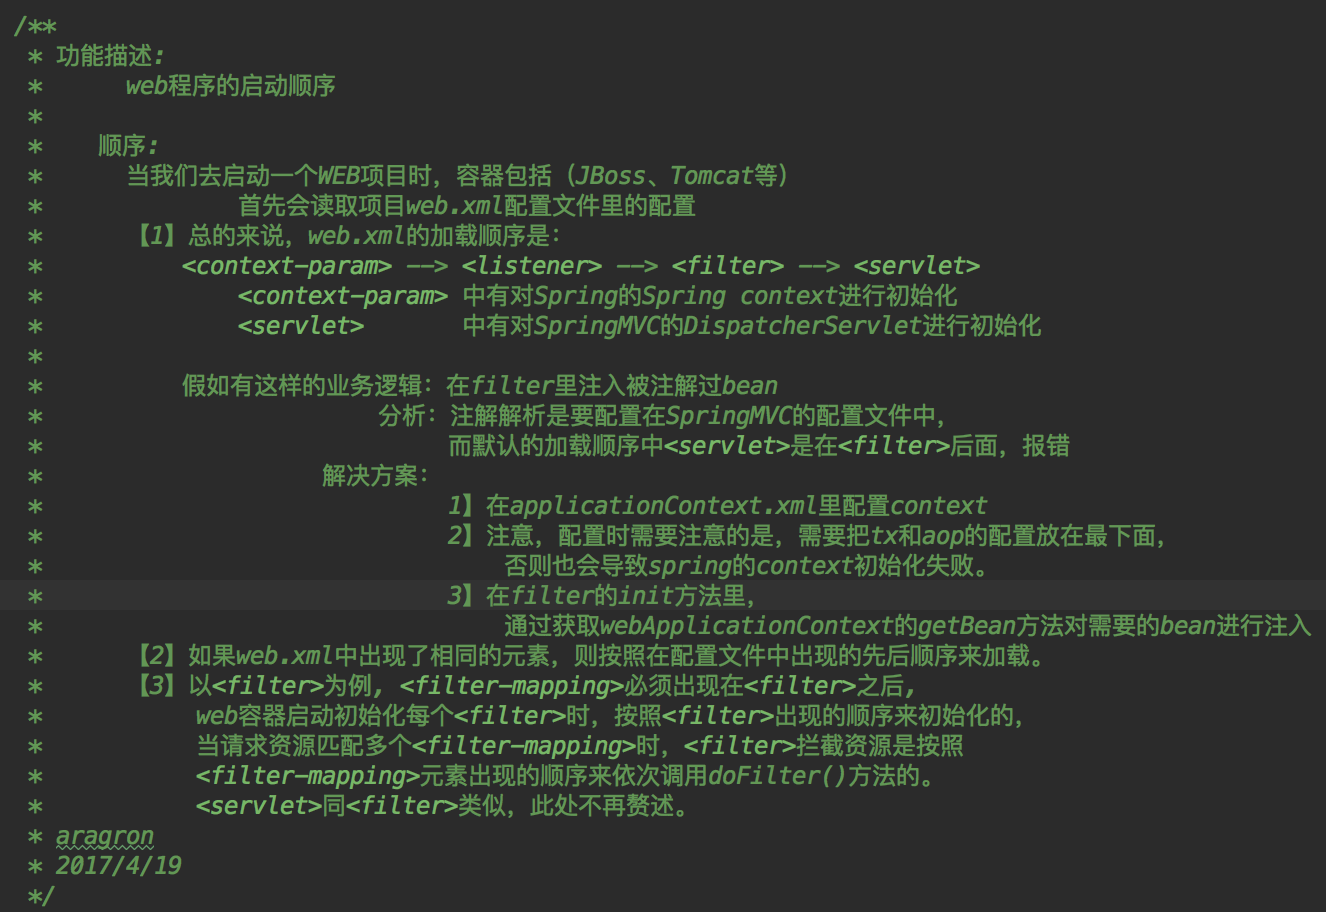 /**
 * 功能描述:
 *      web程序的启动顺序
 *
 *    顺序:
 *      当我们去启动一个WEB项目时，容器包括（JBoss、Tomcat等）
 *              首先会读取项目web.xml配置文件里的配置
 *      【1】总的来说，web.xml的加载顺序是：
 *          <context-param> --> <listener> --> <filter> --> <servlet>
 *              <context-param> 中有对Spring的Spring context进行初始化
 *              <servlet>       中有对SpringMVC的DispatcherServlet进行初始化
 *
 *          假如有这样的业务逻辑：在filter里注入被注解过bean
 *                        分析：注解解析是要配置在SpringMVC的配置文件中，
 *                             而默认的加载顺序中<servlet>是在<filter>后面，报错
 *                    解决方案：
 *                             1】在applicationContext.xml里配置context
 *                             2】注意，配置时需要注意的是，需要把tx和aop的配置放在最下面，
 *                                 否则也会导致spring的context初始化失败。
 *                             3】在filter的init方法里，
 *                                 通过获取webApplicationContext的getBean方法对需要的bean进行注入
 *      【2】如果web.xml中出现了相同的元素，则按照在配置文件中出现的先后顺序来加载。
 *      【3】以<filter>为例, <filter-mapping>必须出现在<filter>之后,
 *           web容器启动初始化每个<filter>时，按照<filter>出现的顺序来初始化的，
 *           当请求资源匹配多个<filter-mapping>时，<filter>拦截资源是按照
 *           <filter-mapping>元素出现的顺序来依次调用doFilter()方法的。
 *           <servlet>同<filter>类似，此处不再赘述。
 * aragron
 * 2017/4/19
 */